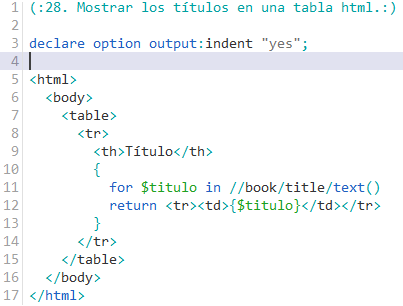 1 (:28. Mostrar los títulos en una tabla html.:)
2
3 declare option output:indent "yes";
4
5 <html>
6   <body>
7     <table>
8       <tr>
9         <th>Título</th>
10         {
11           for $titulo in //book/title/text()
12           return <tr><td>{$titulo}</td></tr>
13         }
14       </tr>
15     </table>
16   </body>
17 </html>